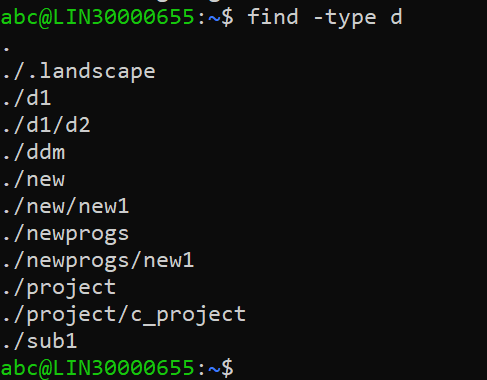 abc@LIN30000655:~$ find -type d
.
./.landscape
./d1
./d1/d2
./ddm
./new
./new/new1
./newprogs
./newprogs/new1
./project
./project/c_project
./sub1
abc@LIN30000655:~$